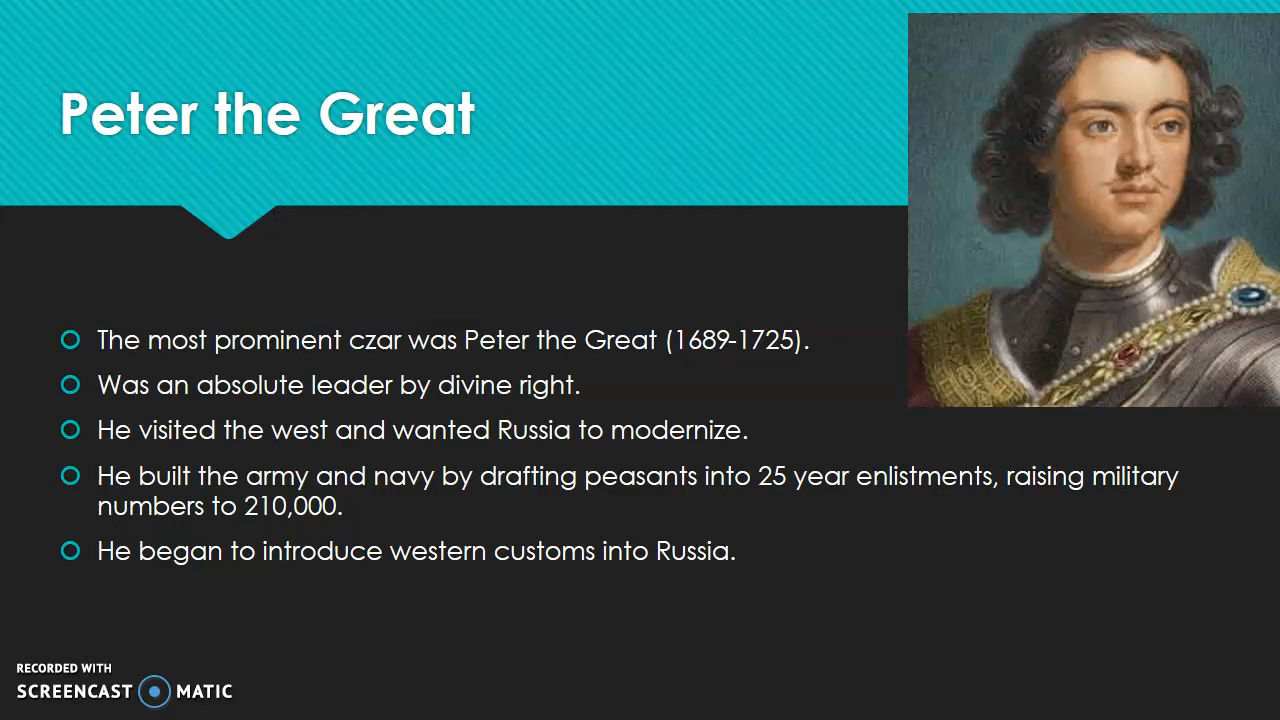 Peter the Great
The most prominent czar was Peter the Great (1689-1725).
Was an absolute leader by divine right.
He visited the west and wanted Russia to modernize.
He built the army and navy by drafting peasants into 25 year enlistments, raising military
numbers to 210,000.
He began to introduce western customs into Russia.
RECORDED WITH
SCREENCAST MATIC